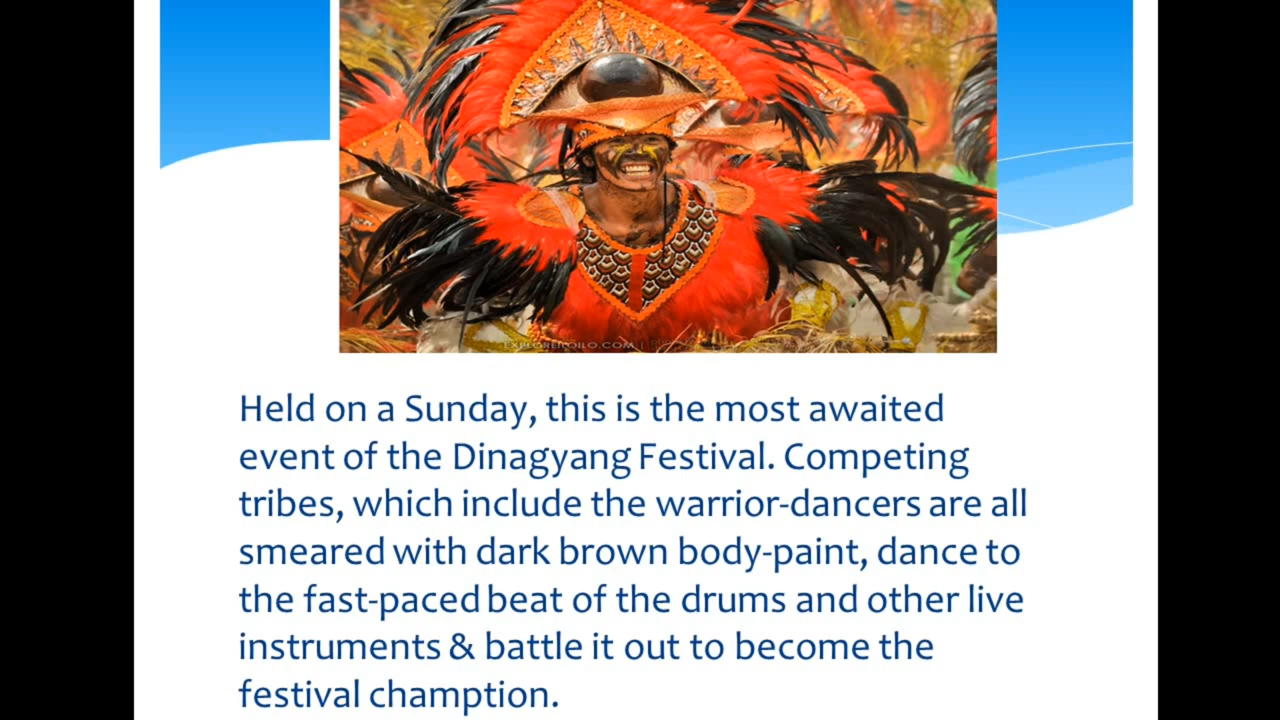 EXPLOREILOILO.COM |
Held on a Sunday, this is the most awaited
event of the Dinagyang Festival. Competing
tribes, which include the warrior-dancers are all
smeared with dark brown body-paint, dance to
the fast-paced beat of the drums and other live
instruments & battle it out to become the
festival chamption.